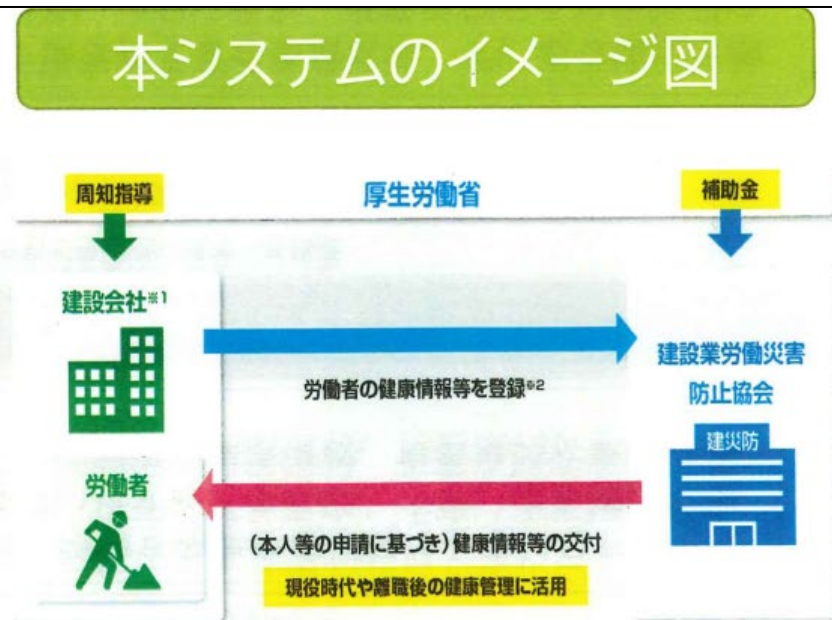 本システムのイメージ図
周知指導
厚生労働省
補助金
建設会社※1
労働者の健康情報等を登録※2
建設業労働災害
防止協会
建災防
労働者
(本人等の申請に基づき)健康情報等の交付
現役時代や離職後の健康管理に活用